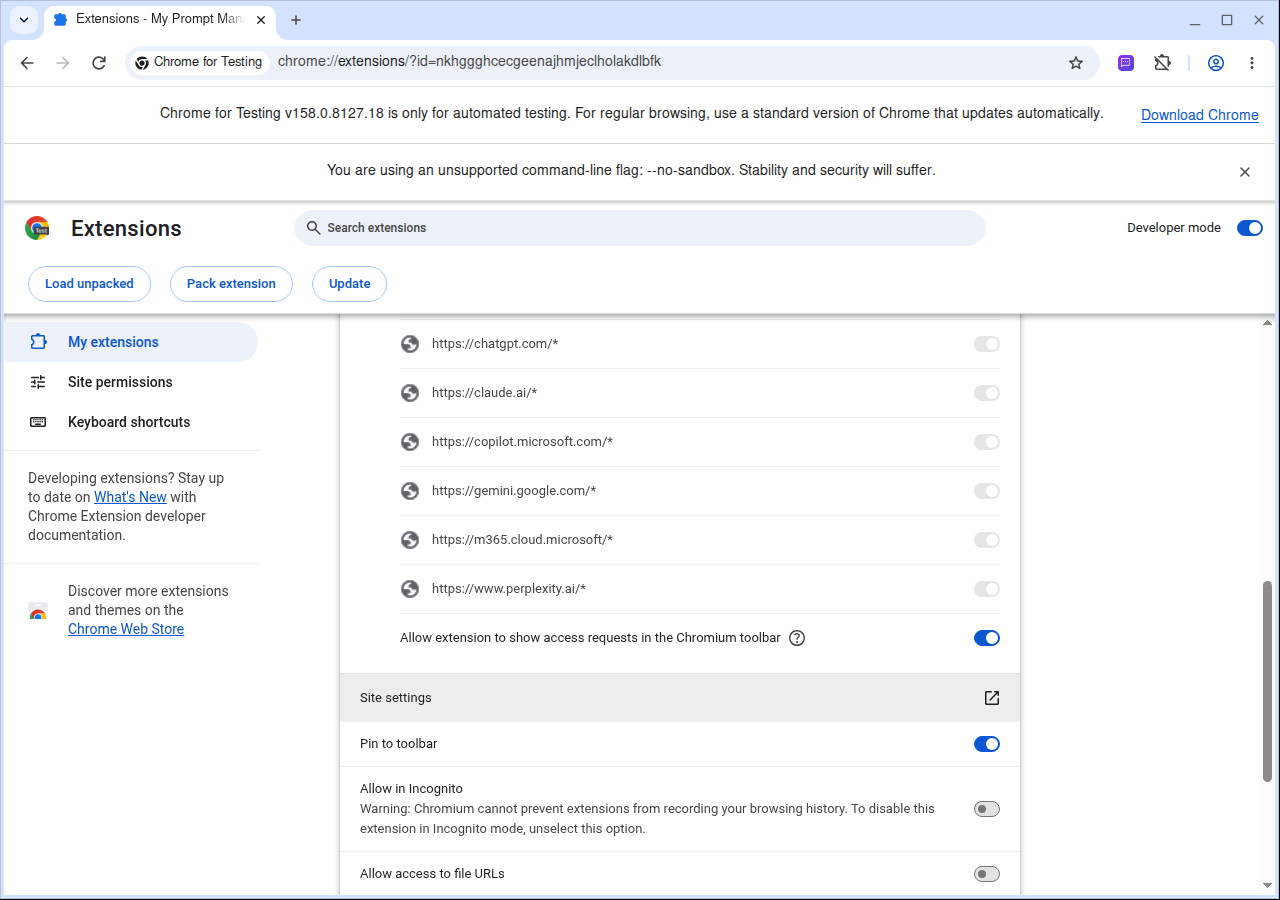 Extensions - My Prompt Man
Chrome for Testing
chrome://extensions/?id=nkhggghcecgeenajhmjeclholakdlbfk
Chrome for Testing v158.0.8127.18 is only for automated testing. For regular browsing, use a standard version of Chrome that updates automatically.
Download Chrome
You are using an unsupported command-line flag: --no-sandbox. Stability and security will suffer.
Test
Extensions
Search extensions
Developer mode
Load unpacked
Pack extension
Update
My extensions
Site permissions
Keyboard shortcuts
Developing extensions? Stay up
to date on What's New with
Chrome Extension developer
documentation.
Discover more extensions
and themes on the
Chrome Web Store
https://chatgpt.com/*
https://claude.ai/*
https://copilot.microsoft.com/*
https://gemini.google.com/*
https://m365.cloud.microsoft/*
https://www.perplexity.ai/*
Allow extension to show access requests in the Chromium toolbar
Site settings
Pin to toolbar
Allow in Incognito
Warning: Chromium cannot prevent extensions from recording your browsing history. To disable this
extension in Incognito mode, unselect this option.
Allow access to file URLs